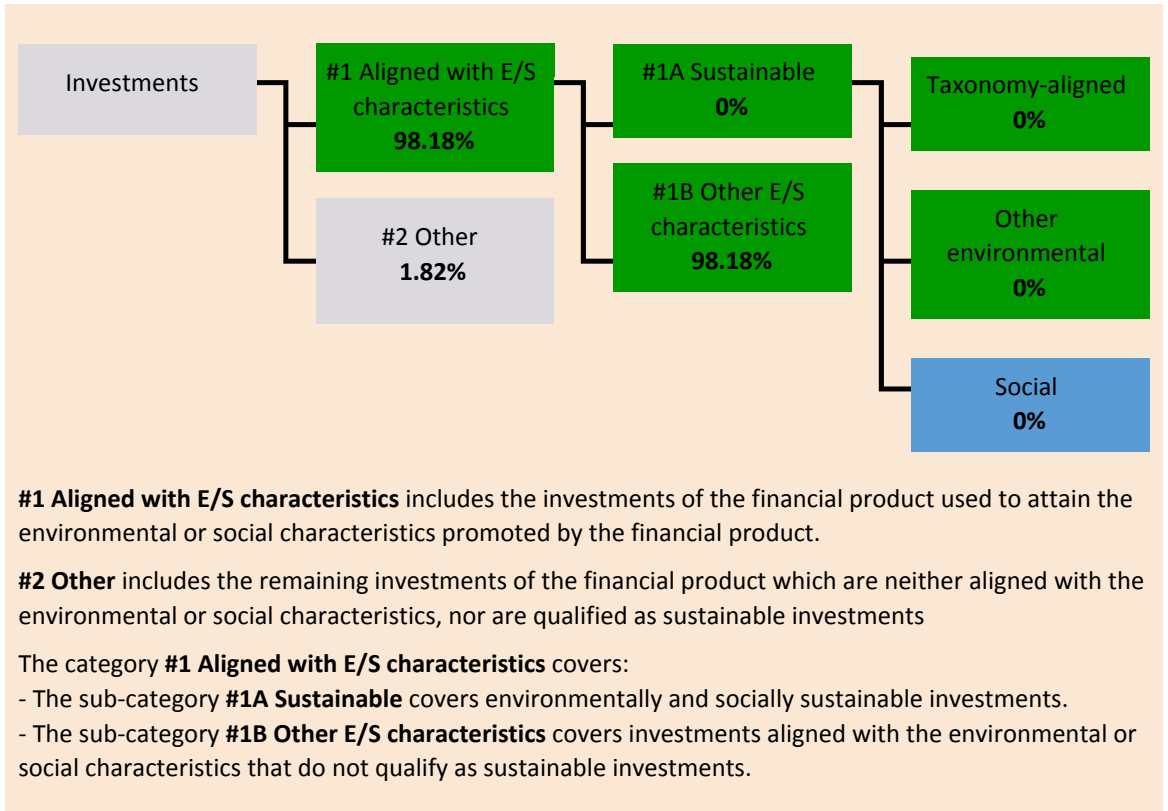 Investments
#1 Aligned with E/S
characteristics
98.18%
#2 Other
1.82%
#1A Sustainable
0%
#1B Other E/S
characteristics
98.18%
Taxonomy-aligned
0%
Other
environmental
0%
Social
0%
#1 Aligned with E/S characteristics includes the investments of the financial product used to attain the
environmental or social characteristics promoted by the financial product.
#2 Other includes the remaining investments of the financial product which are neither aligned with the
environmental or social characteristics, nor are qualified as sustainable investments
The category #1 Aligned with E/S characteristics covers:
- The sub-category #1A Sustainable covers environmentally and socially sustainable investments.
- The sub-category #1B Other E/S characteristics covers investments aligned with the environmental or
social characteristics that do not qualify as sustainable investments.